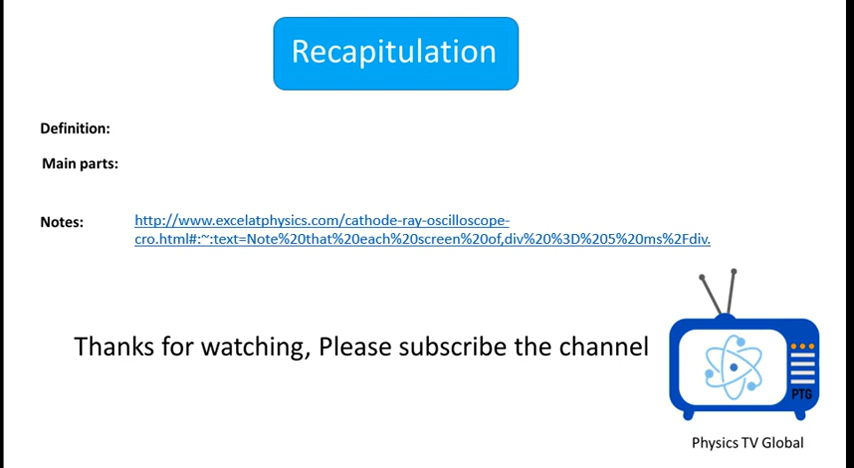 Recapitulation
Definition:
Main parts:
Notes: http://www.excelatphysics.com/cathode-ray-oscilloscope-
cro.html#:~:text=Note%20that%20each%20screen%20of,div%20%3D%205%20ms%2Fdiv.
Thanks for watching, Please subscribe the channel
PTG
Physics TV Global